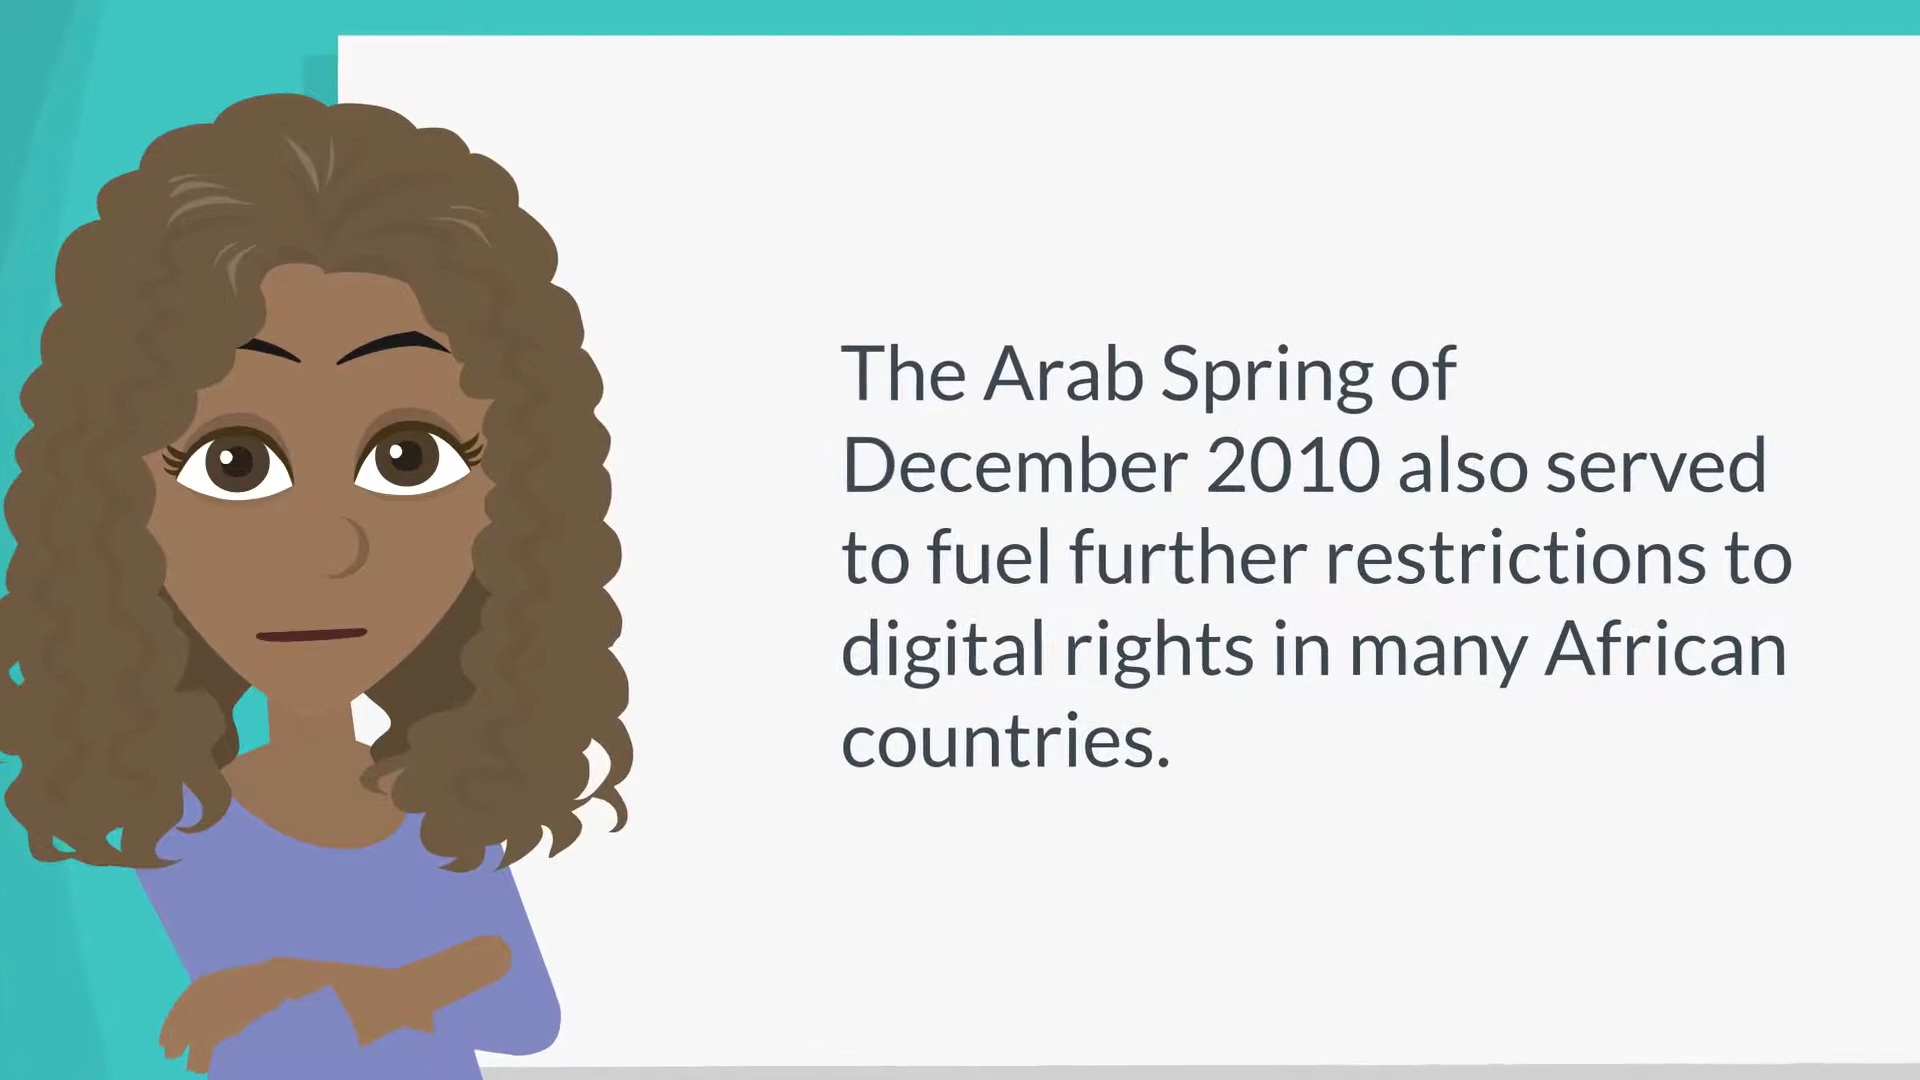 The Arab Spring of
December 2010 also served
to fuel further restrictions to
digital rights in many African
countries.